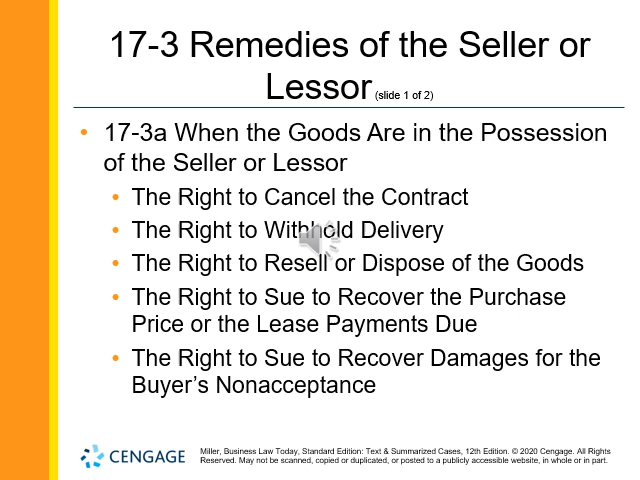 17-3 Remedies of the Seller or
Lessor (slide 1 of 2)
• 17-3a When the Goods Are in the Possession
of the Seller or Lessor
• The Right to Cancel the Contract
• The Right to Withhold Delivery
• The Right to Resell or Dispose of the Goods
• The Right to Sue to Recover the Purchase
Price or the Lease Payments Due
• The Right to Sue to Recover Damages for the
Buyer’s Nonacceptance
CENGAGE
Miller, Business Law Today, Standard Edition: Text & Summarized Cases, 12th Edition. © 2020 Cengage. All Rights
Reserved. May not be scanned, copied or duplicated, or posted to a publicly accessible website, in whole or in part.